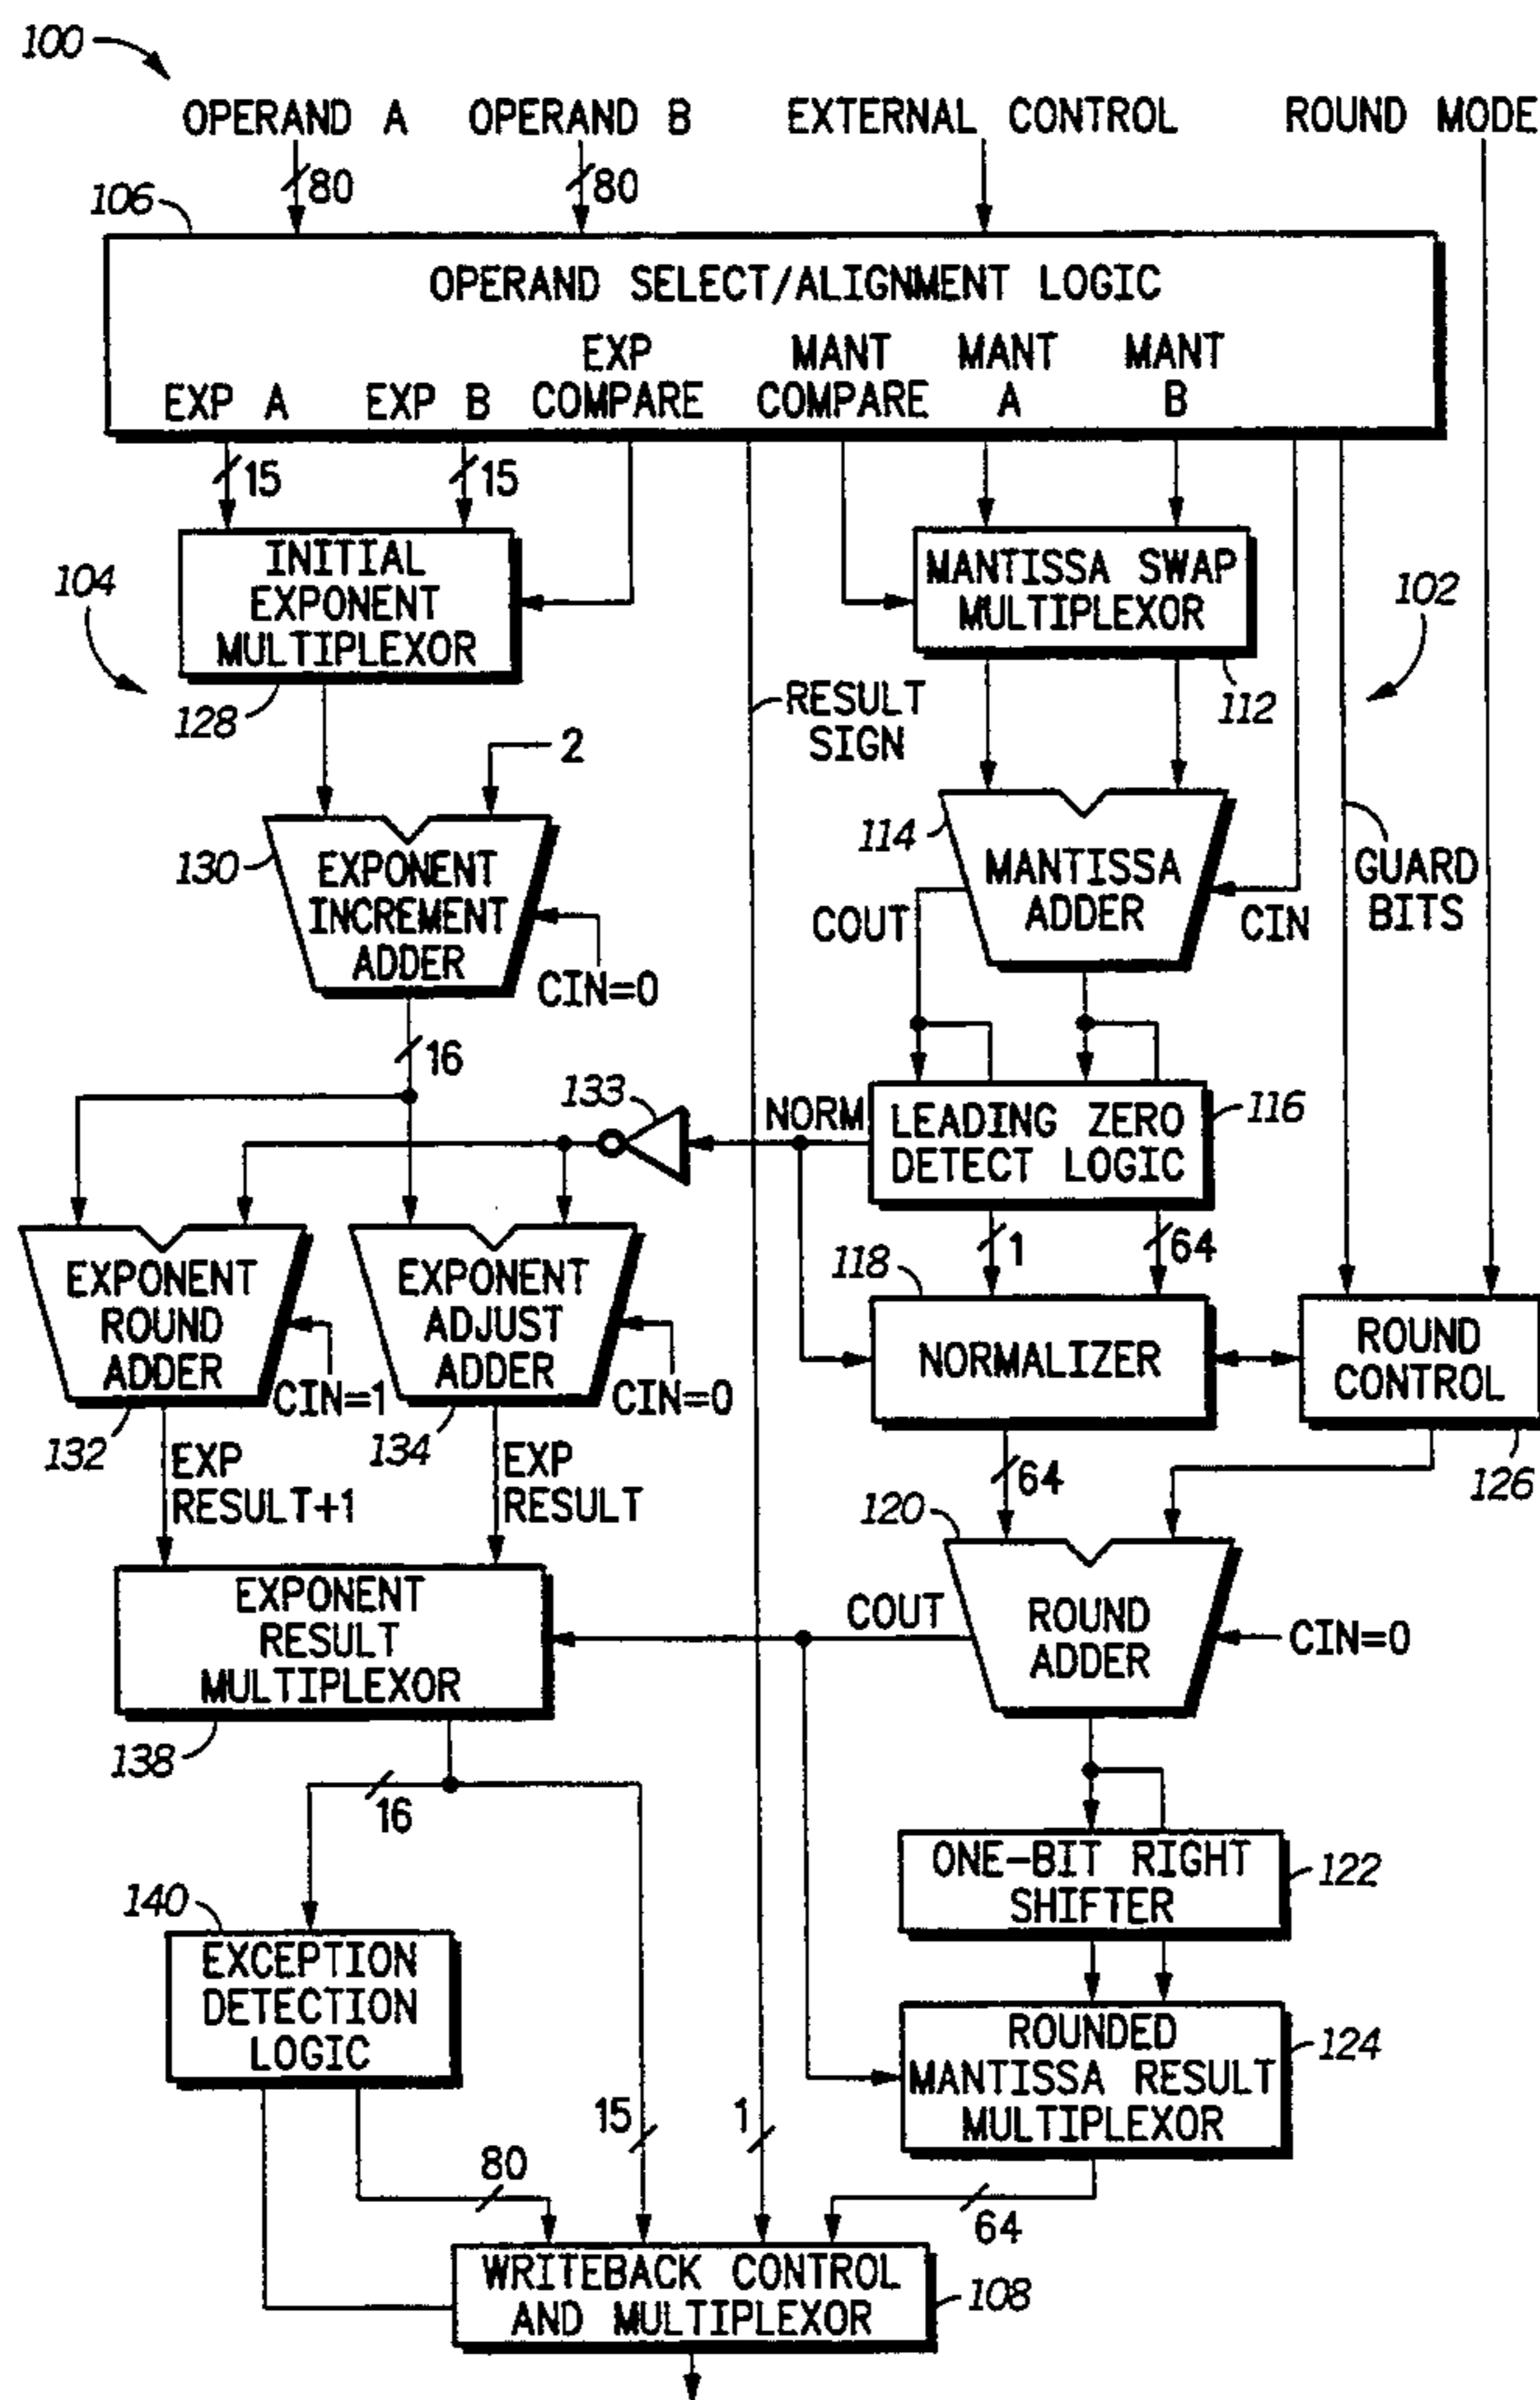 100
OPERAND A
OPERAND B
EXTERNAL CONTROL
ROUND MODE
80
80
106
OPERAND SELECT/ALIGNMENT LOGIC
EXP A
EXP B
EXP
COMPARE
MANT
COMPARE
MANT
A
MANT
B
15
15
INITIAL
EXPONENT
MULTIPLEXOR
MANTISSA SWAP
MULTIPLEXOR
104
102
128
112
RESULT
SIGN
2
114
130
EXPONENT
INCREMENT
ADDER
MANTISSA
ADDER
GUARD
BITS
COUT
CIN
CIN=0
16
133
NORM
LEADING ZERO
DETECT LOGIC
116
1
64
118
EXPONENT
ROUND
ADDER
EXPONENT
ADJUST
ADDER
NORMALIZER
ROUND
CONTROL
CIN=1
CIN=0
132
134
EXP
RESULT+1
EXP
RESULT
64
126
120
EXPONENT
RESULT
MULTIPLEXOR
COUT
ROUND
ADDER
CIN=0
138
16
ONE-BIT RIGHT
SHIFTER
122
140
EXCEPTION
DETECTION
LOGIC
ROUNDED
MANTISSA RESULT
MULTIPLEXOR
124
15
1
80
64
WRITEBACK CONTROL
AND MULTIPLEXOR
108